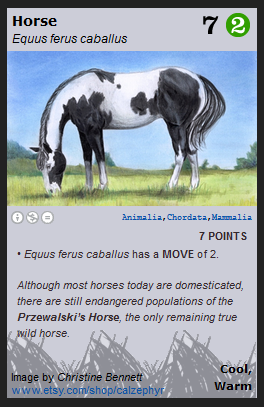 Horse
Equus ferus caballus
7 2
Animalia,Chordata,Mammalia
7 POINTS
• Equus ferus caballus has a MOVE of 2.
Although most horses today are domesticated,
there are still endangered populations of the
Przewalski's Horse, the only remaining true
wild horse.
Cool,
Warm
Image by Christine Bennett
www.etsy.com/shop/calzephyr